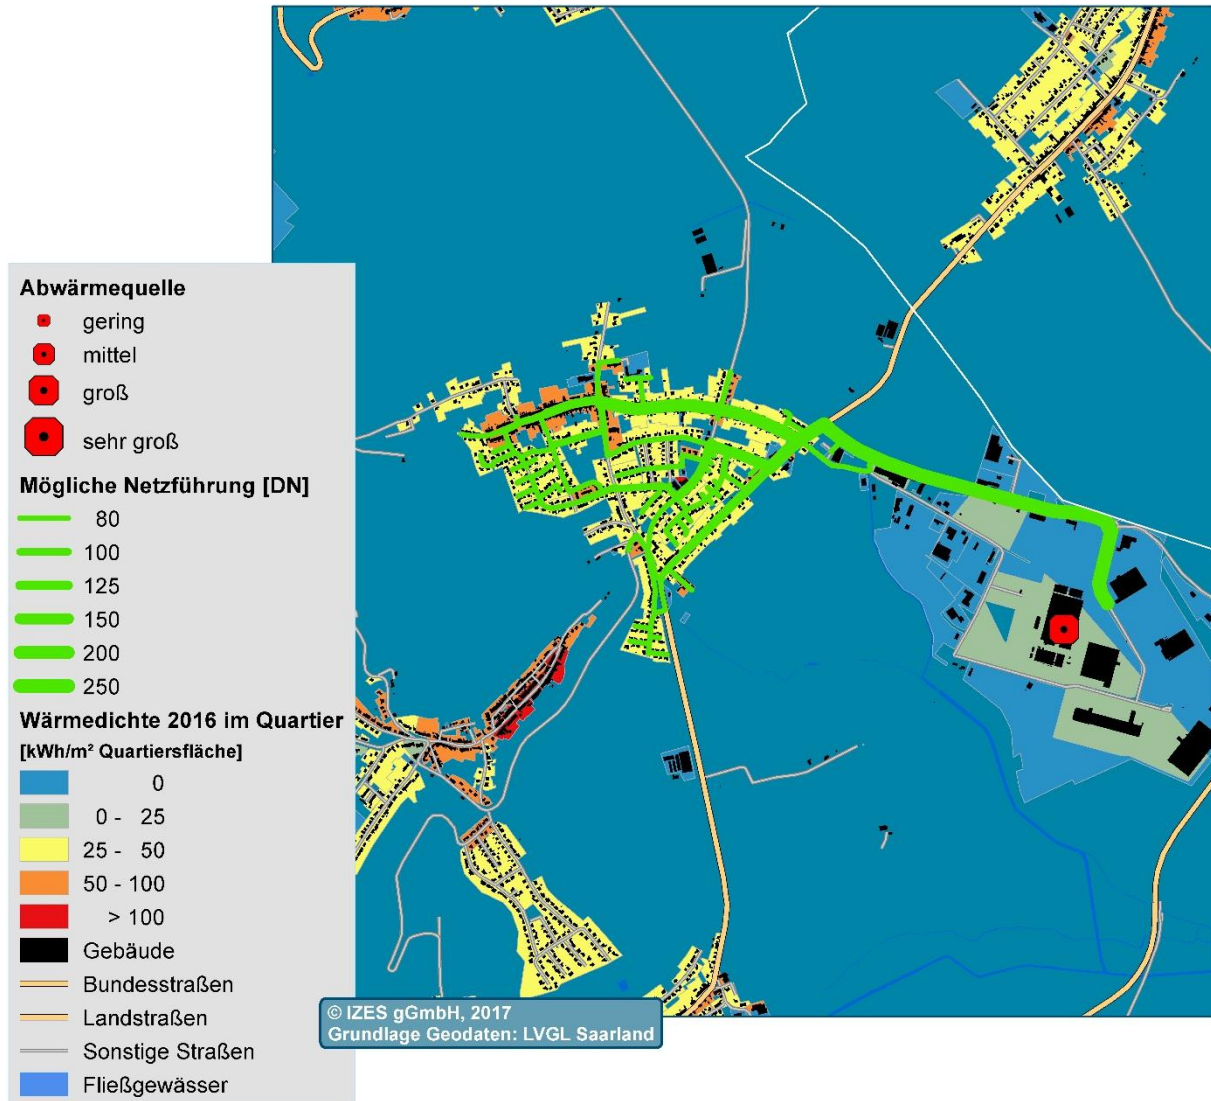 Abwärmequelle
gering
mittel
groß
sehr groß
Mögliche Netzführung [DN]
80
100
125
150
200
250
Wärmedichte 2016 im Quartier
[kWh/m² Quartiersfläche]
0
0 - 25
25 - 50
50 - 100
> 100
Gebäude
Bundesstraßen
Landstraßen
Sonstige Straßen
Fließgewässer
© IZES gGmbH, 2017
Grundlage Geodaten: LVGL Saarland